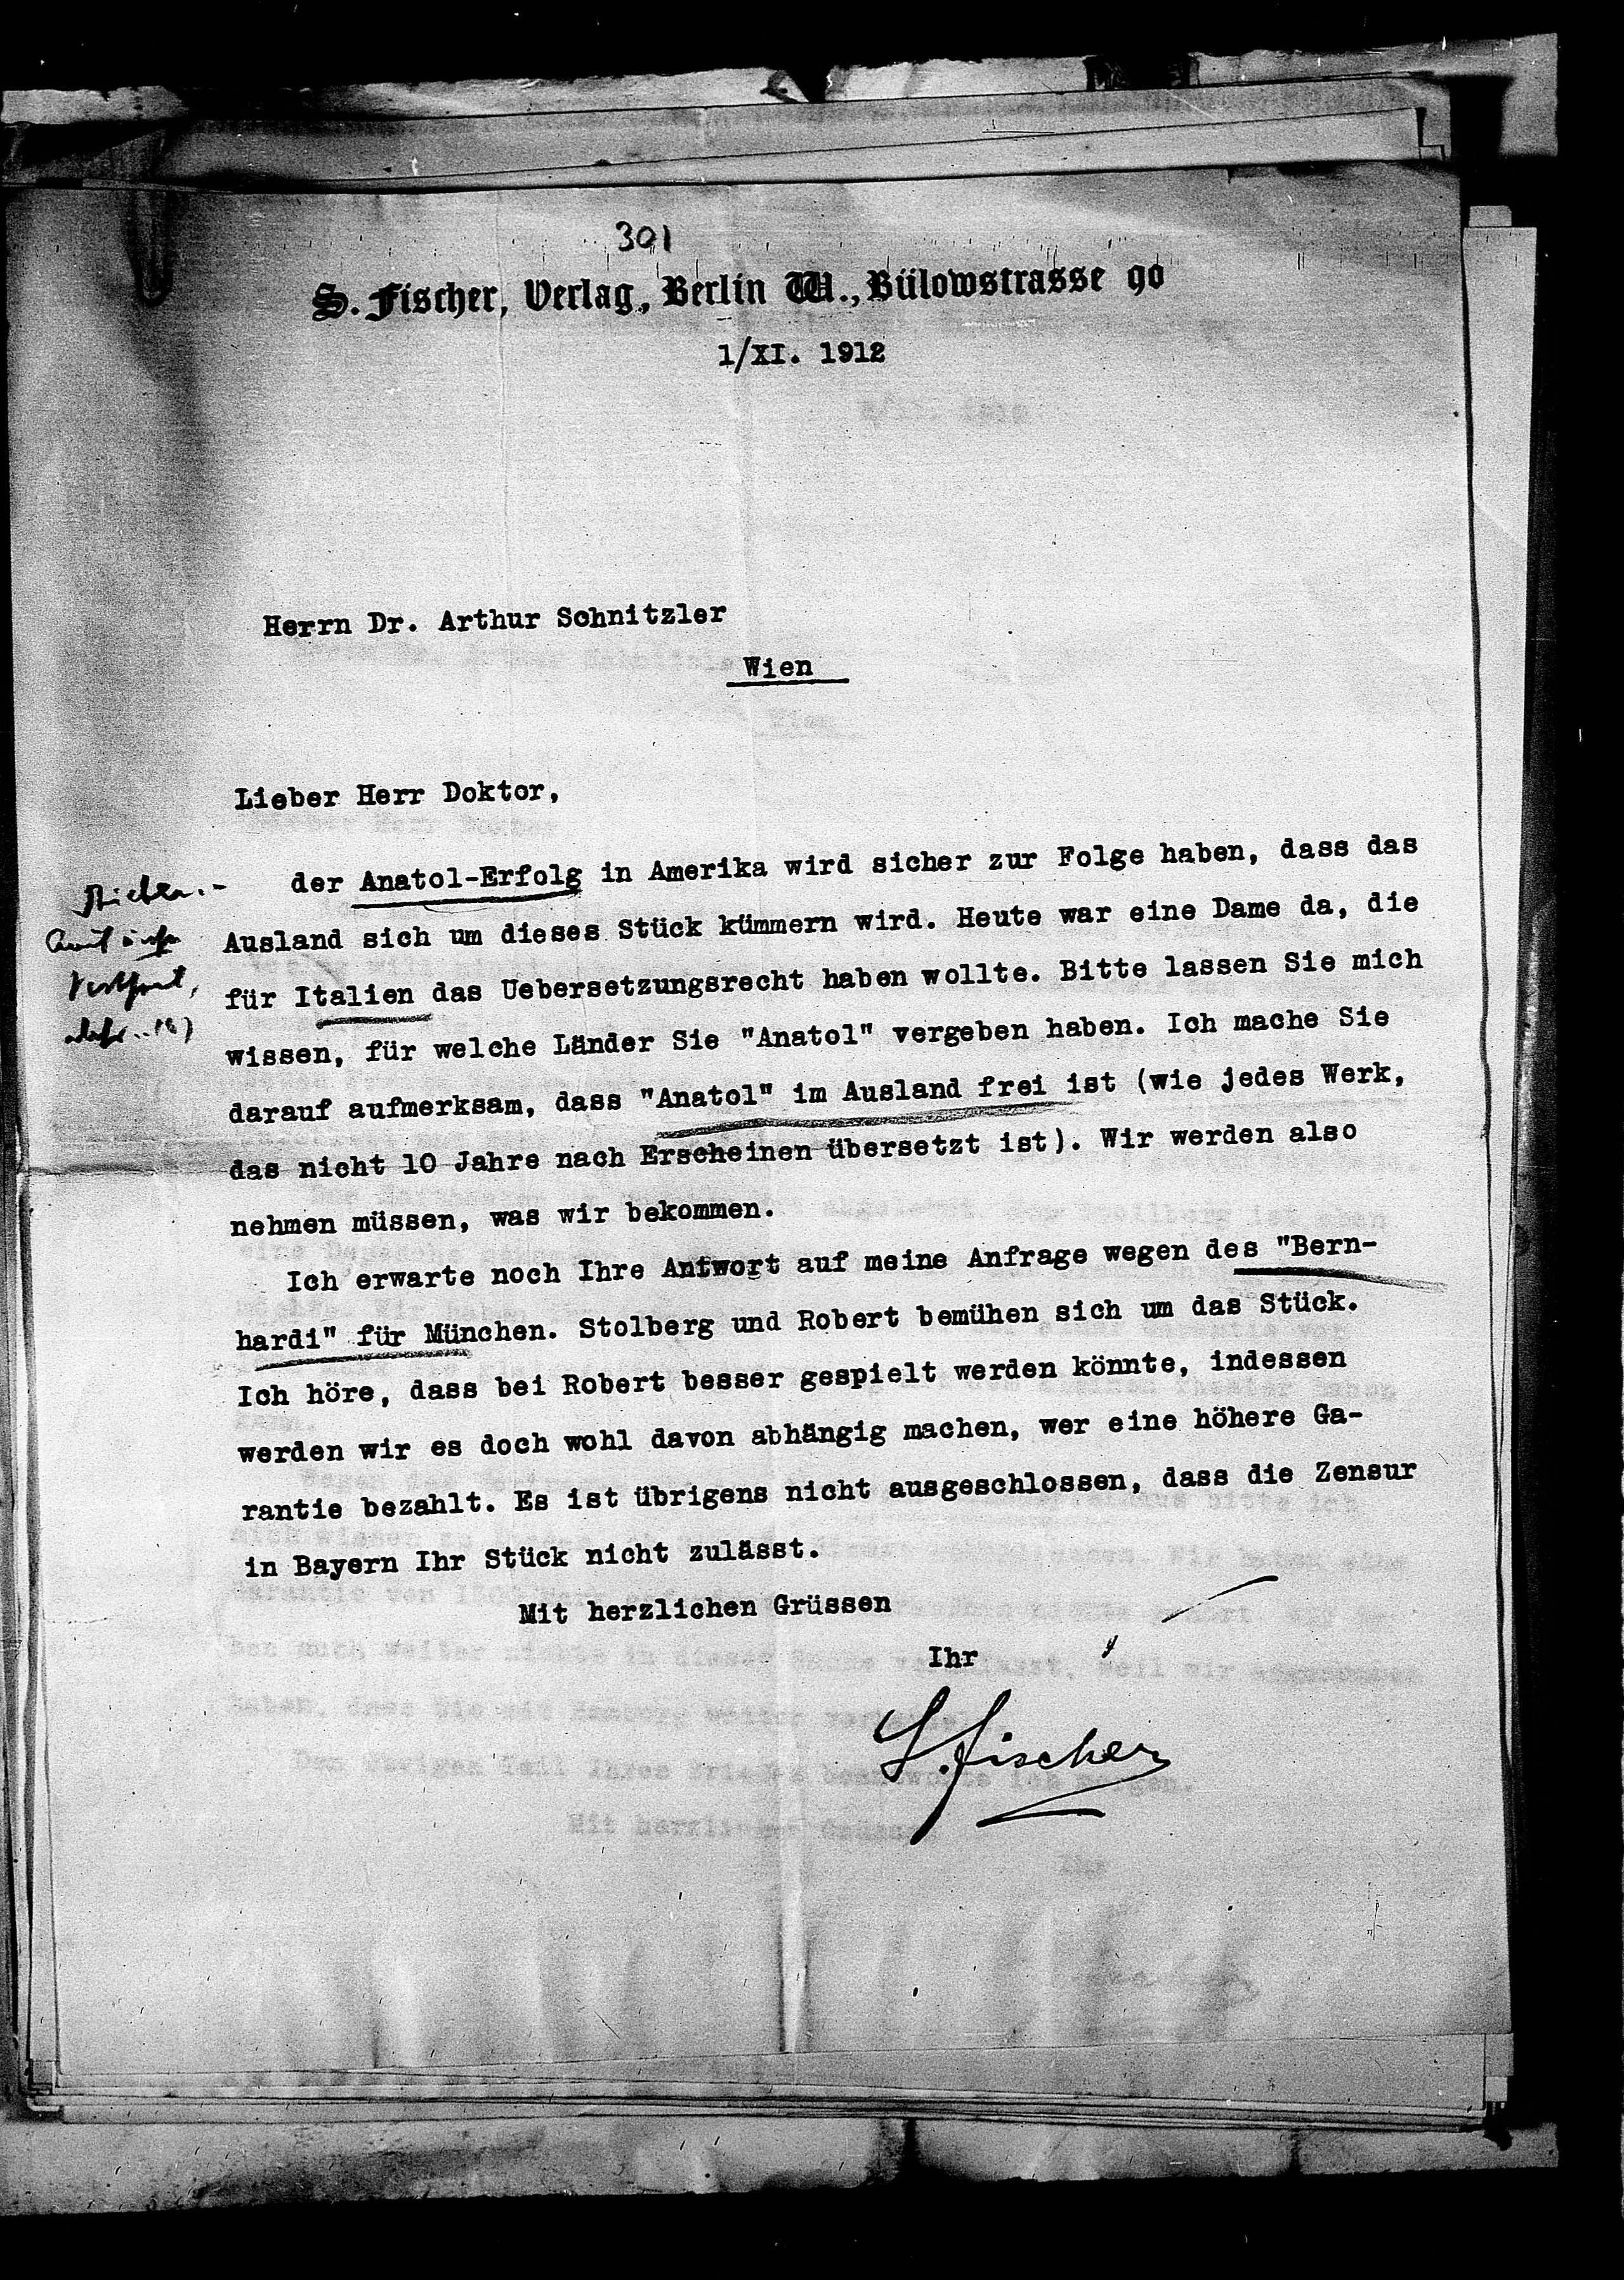 301
S. Fischer, Verlag, Berlin W., Bülowstrasse 90
1/XI. 1912
Herrn Dr. Arthur Schnitzler
Wien
Lieber Herr Doktor,
der Anatol-Erfolg in Amerika wird sicher zur Folge haben, dass das
Ausland sich um dieses Stück kümmern wird. Heute war eine Dame da, die
für Italien das Uebersetzungsrecht haben wollte. Bitte lassen Sie mich
wissen, für welche Länder Sie "Anatol" vergeben haben. Ich mache Sie
darauf aufmerksam, dass "Anatol" im Ausland frei ist (wie jedes Werk,
das nicht 10 Jahre nach Erscheinen übersetzt ist). Wir werden also
nehmen müssen, was wir bekommen.
Ich erwarte noch Ihre Antwort auf meine Anfrage wegen des "Bern-
hardi" für München. Stolberg und Robert bemühen sich um das Stück.
Ich höre, dass bei Robert besser gespielt werden könnte, indessen
werden wir es doch wohl davon abhängig machen, wer eine höhere Ga-
rantie bezahlt. Es ist übrigens nicht ausgeschlossen, dass die Zensur
in Bayern Ihr Stück nicht zulässt.
Mit herzlichen Grüssen
Ihr
S. Fischer